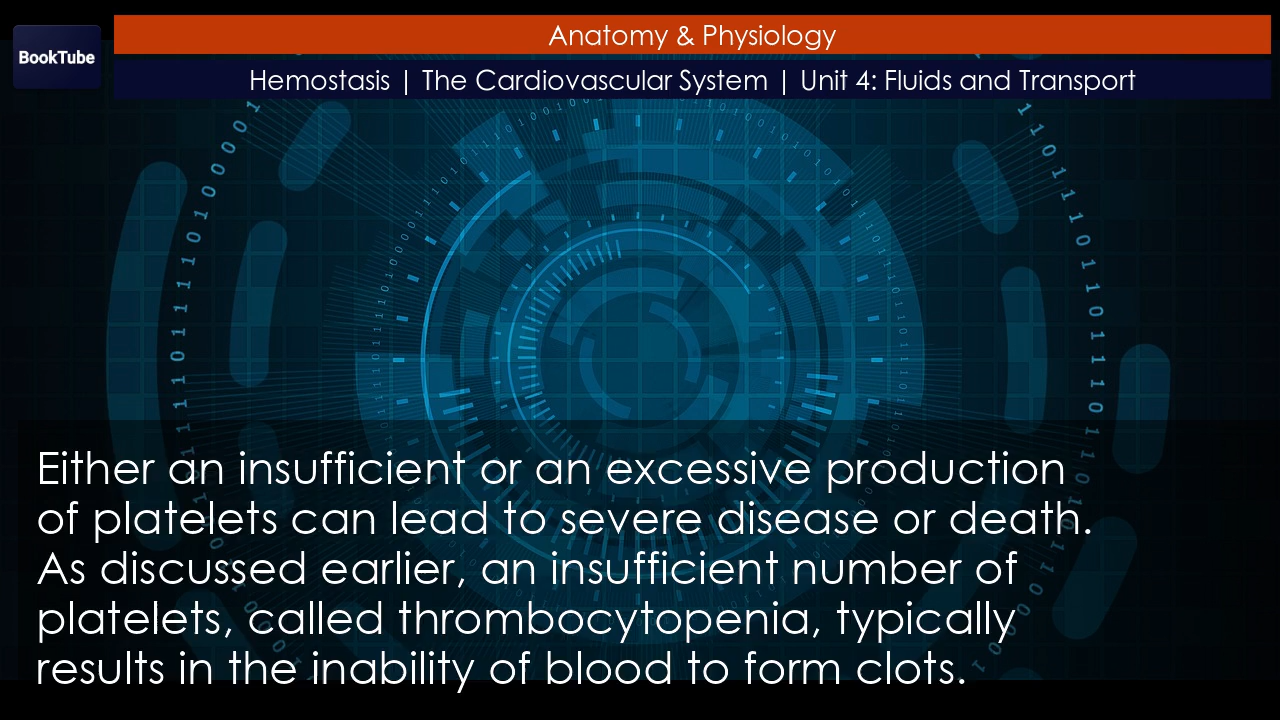 BookTube
Anatomy & Physiology
Hemostasis | The Cardiovascular System | Unit 4: Fluids and Transport
Either an insufficient or an excessive production
of platelets can lead to severe disease or death.
As discussed earlier, an insufficient number of
platelets, called thrombocytopenia, typically
results in the inability of blood to form clots.